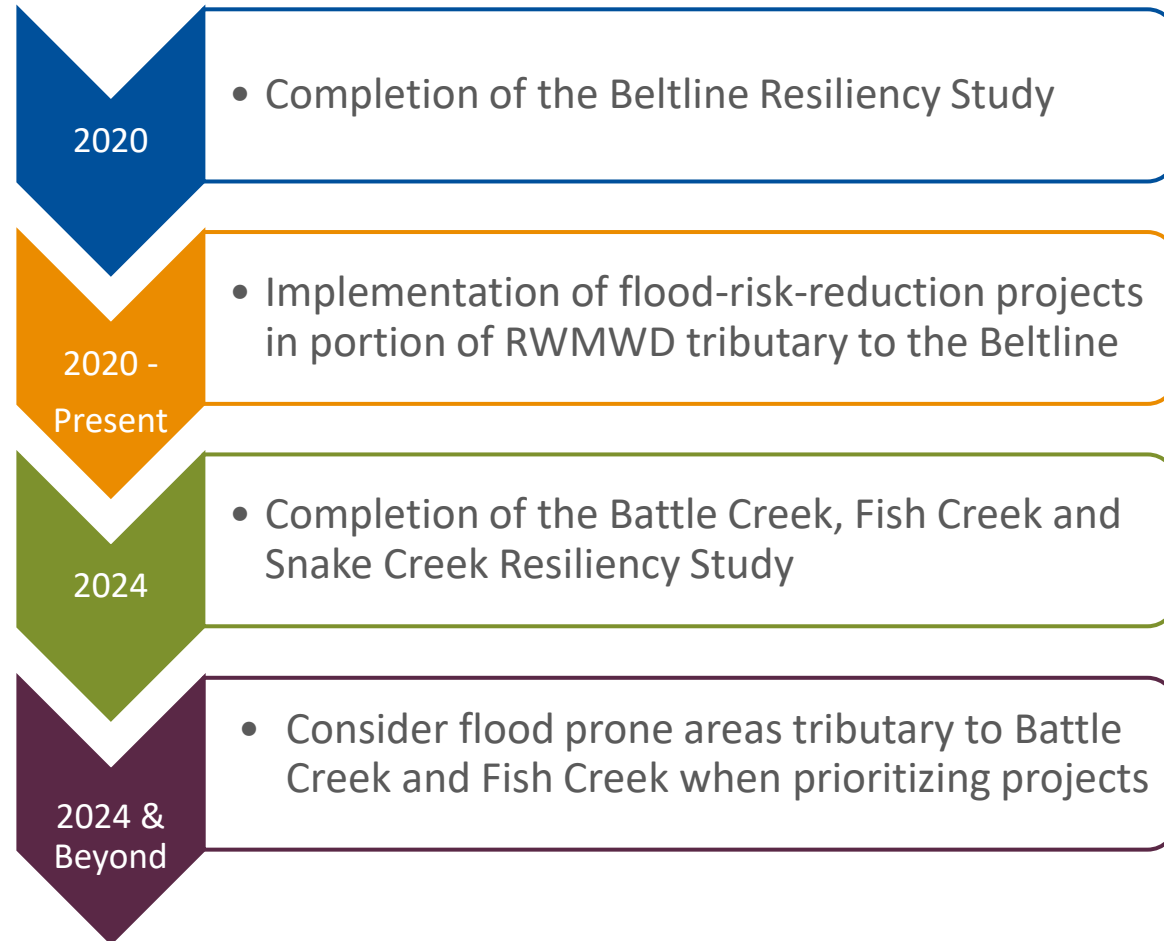 2020
• Completion of the Beltline Resiliency Study
2020 -
Present
• Implementation of flood-risk-reduction projects
in portion of RWMWD tributary to the Beltline
2024
• Completion of the Battle Creek, Fish Creek and
Snake Creek Resiliency Study
2024 &
Beyond
• Consider flood prone areas tributary to Battle
Creek and Fish Creek when prioritizing projects